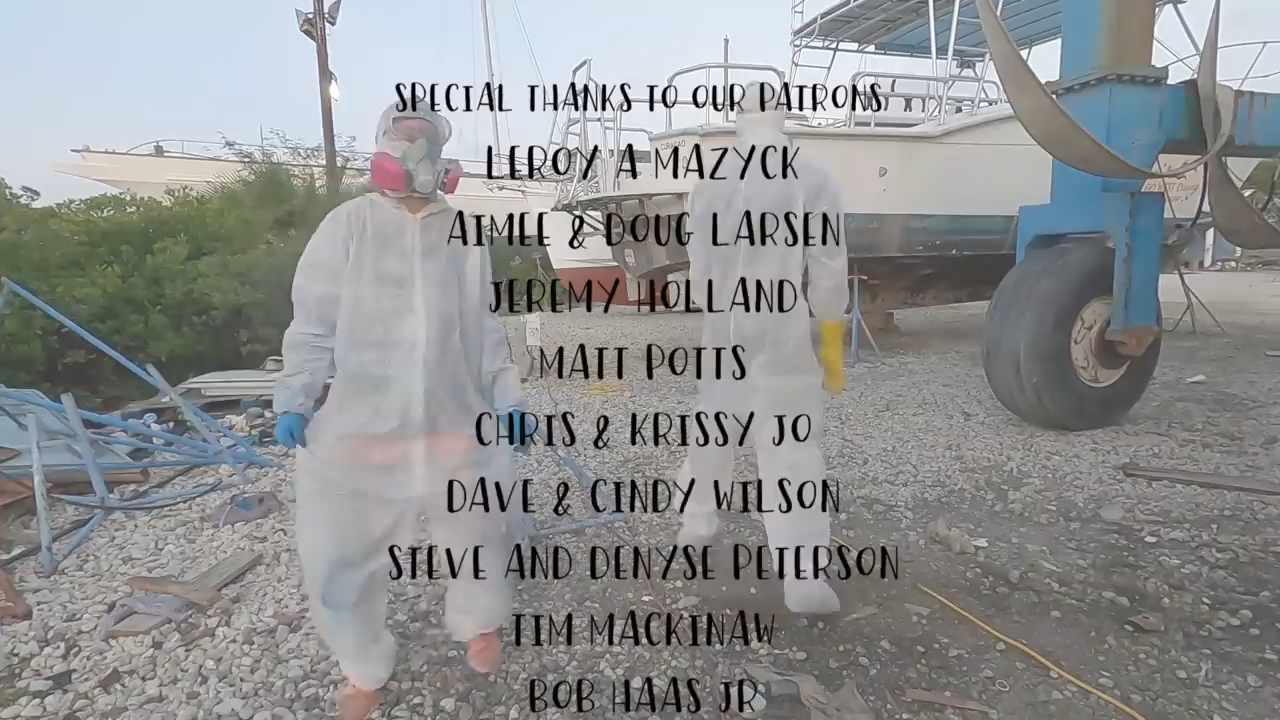 SPECIAL THANKS TO OUR PATRONS
LEROY A MAZYCK
AIMEE & DOUG LARSEN
JEREMY HOLLAND
MATT POTTS
CHRIS & KRISSY JO
DAVE & CINDY WILSON
STEVE AND DENYSE PETERSON
TIM MACKINAW
BOB HAAS JR
CURACAO